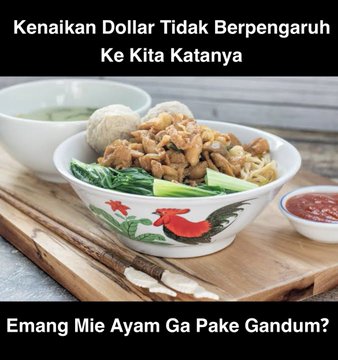 Kenaikan Dollar Tidak Berpengaruh
Ke Kita Katanya
Emang Mie Ayam Ga Pake Gandum?